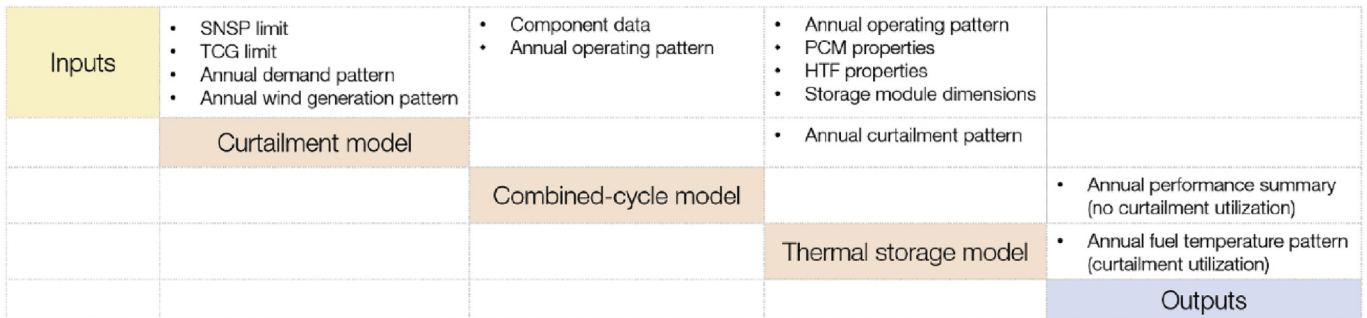 Inputs
• SNSP limit
• TCG limit
• Annual demand pattern
• Annual wind generation pattern
• Component data
• Annual operating pattern
• Annual operating pattern
• PCM properties
• HTF properties
• Storage module dimensions
Curtailment model
• Annual curtailment pattern
Combined-cycle model
• Annual performance summary
(no curtailment utilization)
Thermal storage model
• Annual fuel temperature pattern
(curtailment utilization)
Outputs